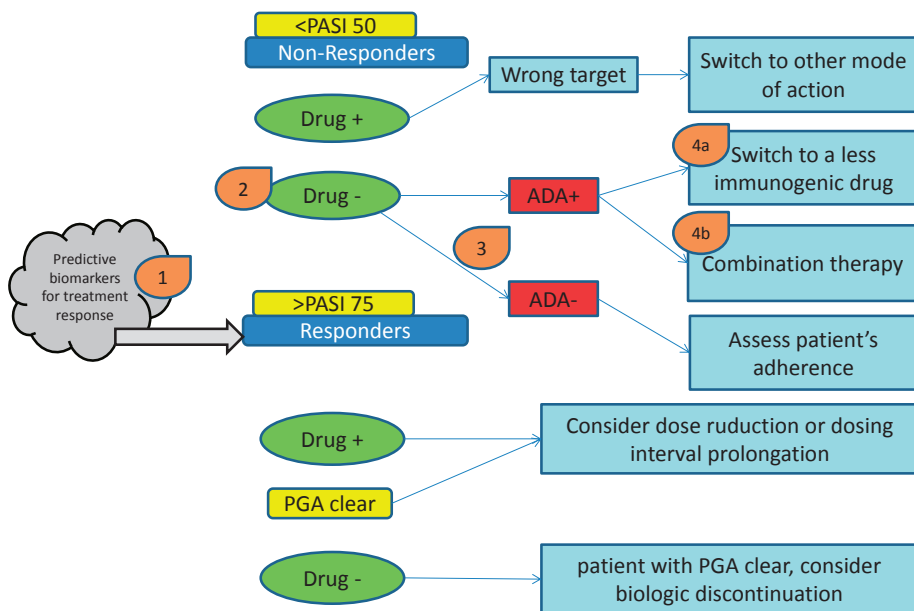 <PASI 50
Non-Responders
Drug +
Wrong target
Switch to other mode
of action
2
Drug -
ADA+
4a
Switch to a less
immunogenic drug
3
4b
Combination therapy
ADA-
Assess patient's
adherence
Predictive
biomarkers
for treatment
response
1
>PASI 75
Responders
Drug +
PGA clear
Consider dose ruduction or dosing
interval prolongation
Drug -
patient with PGA clear, consider
biologic discontinuation